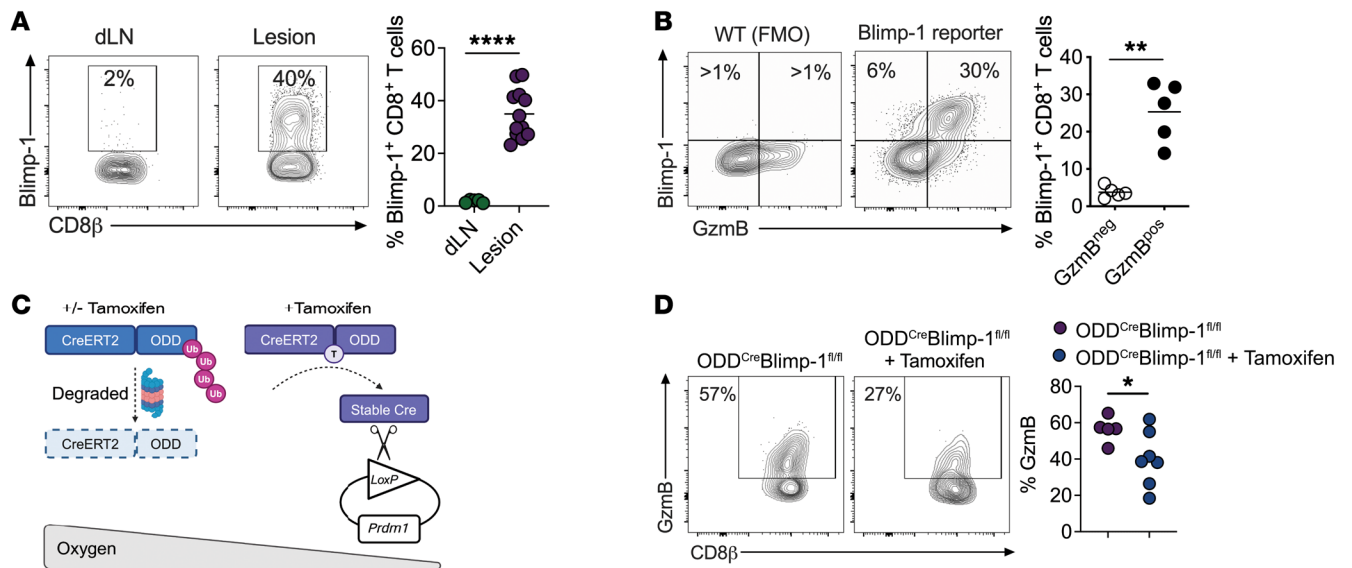 A
dLN
Lesion
2%
40%
Blimp-1
CD8β
% Blimp-1⁺ CD8⁺ T cells
60
40
20
0
****
dLN
Lesion
B
WT (FMO)
Blimp-1 reporter
>1%
>1%
6%
30%
Blimp-1
GzmB
% Blimp-1⁺ CD8⁺ T cells
40
30
20
10
0
**
GzmBⁿᵉᵍ
GzmBᵖᵒˢ
C
+/- Tamoxifen
+Tamoxifen
CreERT2
ODD
Ub
Ub
Ub
Ub
CreERT2
ODD
T
Degraded
Stable Cre
CreERT2
ODD
LoxP
Prdm1
Oxygen
D
ODDCreBlimp-1fl/fl
ODDCreBlimp-1fl/fl
+ Tamoxifen
57%
27%
GzmB
CD8β
ODDCreBlimp-1fl/fl
ODDCreBlimp-1fl/fl + Tamoxifen
% GzmB
80
60
40
20
0
*